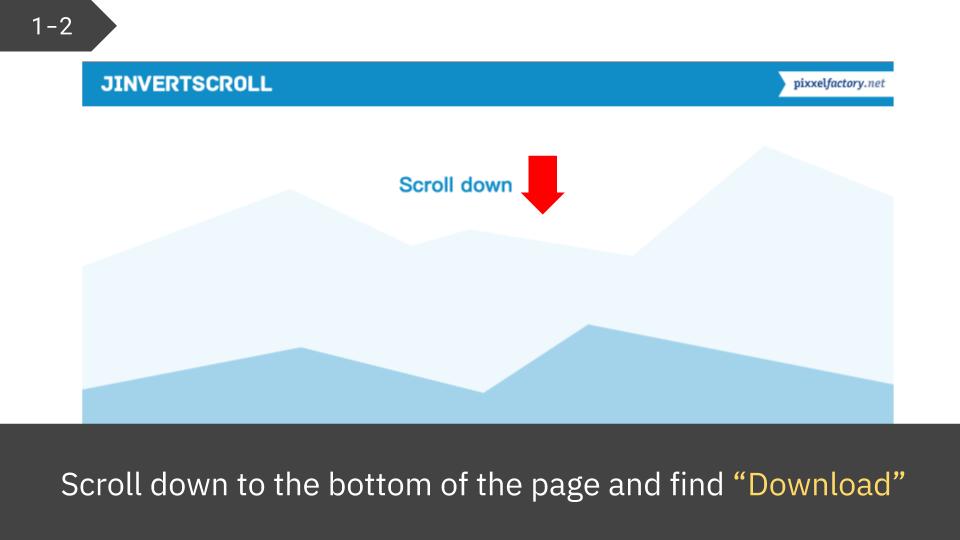 1-2
JINVERTSCROLL
pixxelfactory.net
Scroll down
Scroll down to the bottom of the page and find “Download”